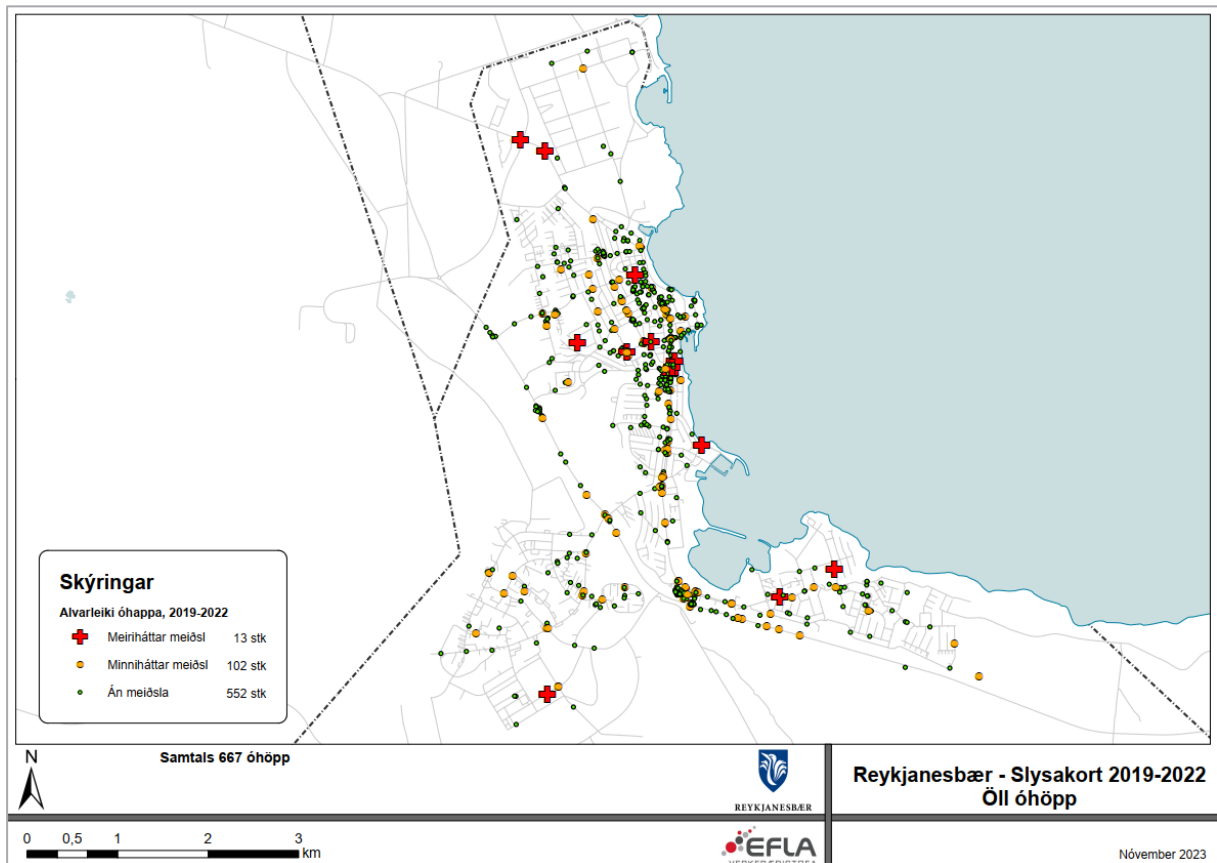 Skýringar
Alvarleiki óhappa, 2019-2022
Meiriháttar meiðsl 13 stk
Minniháttar meiðsl 102 stk
Án meiðsla 552 stk
N
Samtals 667 óhöpp
REYKJANESBÆR
Reykjanesbær - Slysakort 2019-2022
Öll óhöpp
0 0,5 1 2 3
km
EFLA
Nóvember 2023